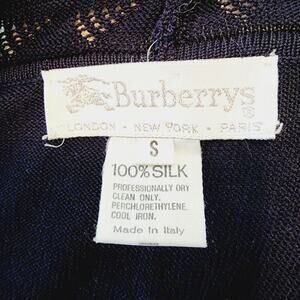 Burberrys®
LONDON - NEW YORK - PARIS
S
100% SILK
PROFESSIONALLY DRY
CLEAN ONLY.
PERCHLORETHYLENE.
COOL IRON.
Made in Italy